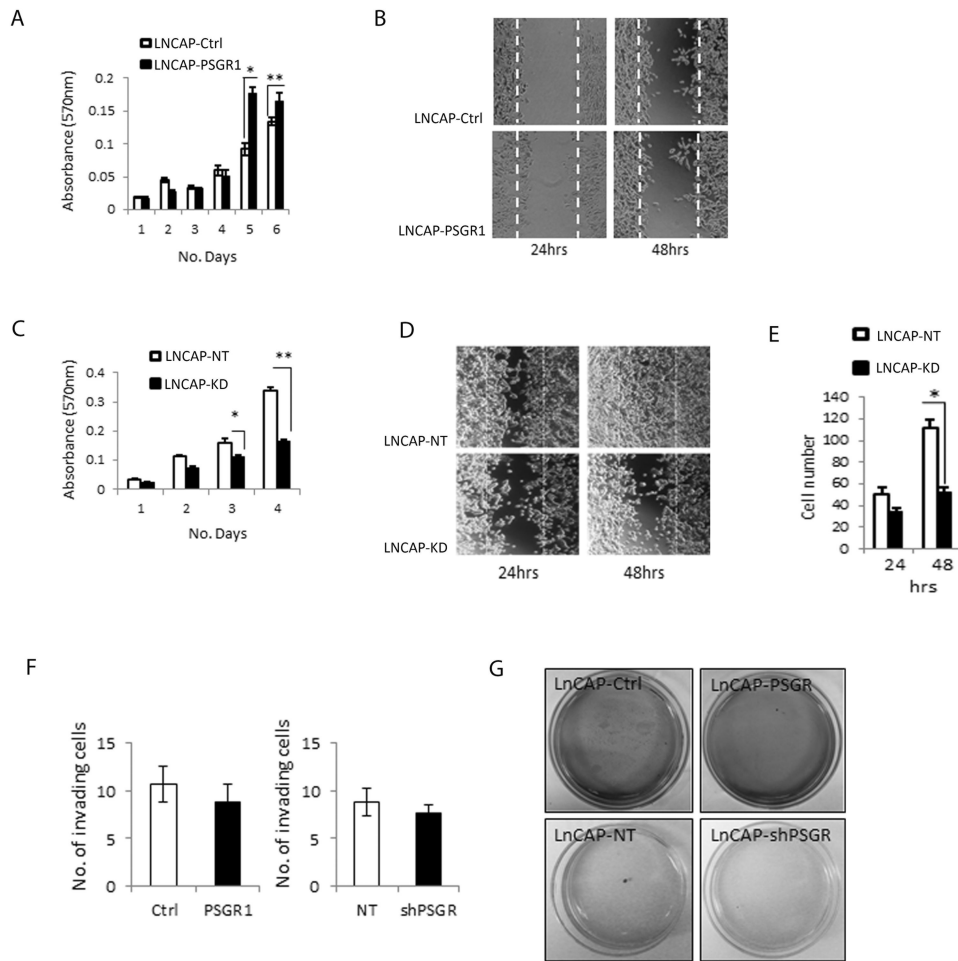 A
LNCAP-Ctrl
LNCAP-PSGR1
Absorbance (570nm)
0.2
0.15
0.1
0.05
0
*
**
1 2 3 4 5 6
No. Days
B
LNCAP-Ctrl
LNCAP-PSGR1
24hrs 48hrs
C
LNCAP-NT
LNCAP-KD
Absorbance (570nm)
0.4
0.3
0.2
0.1
0
*
**
1 2 3 4
No. Days
D
LNCAP-NT
LNCAP-KD
24hrs 48hrs
E
LNCAP-NT
LNCAP-KD
Cell number
140
120
100
80
60
40
20
0
*
24 48
hrs
F
No. of invading cells
15
10
5
0
Ctrl PSGR1
No. of invading cells
15
10
5
0
NT shPSGR
G
LnCAP-Ctrl LnCAP-PSGR
LnCAP-NT LnCAP-shPSGR